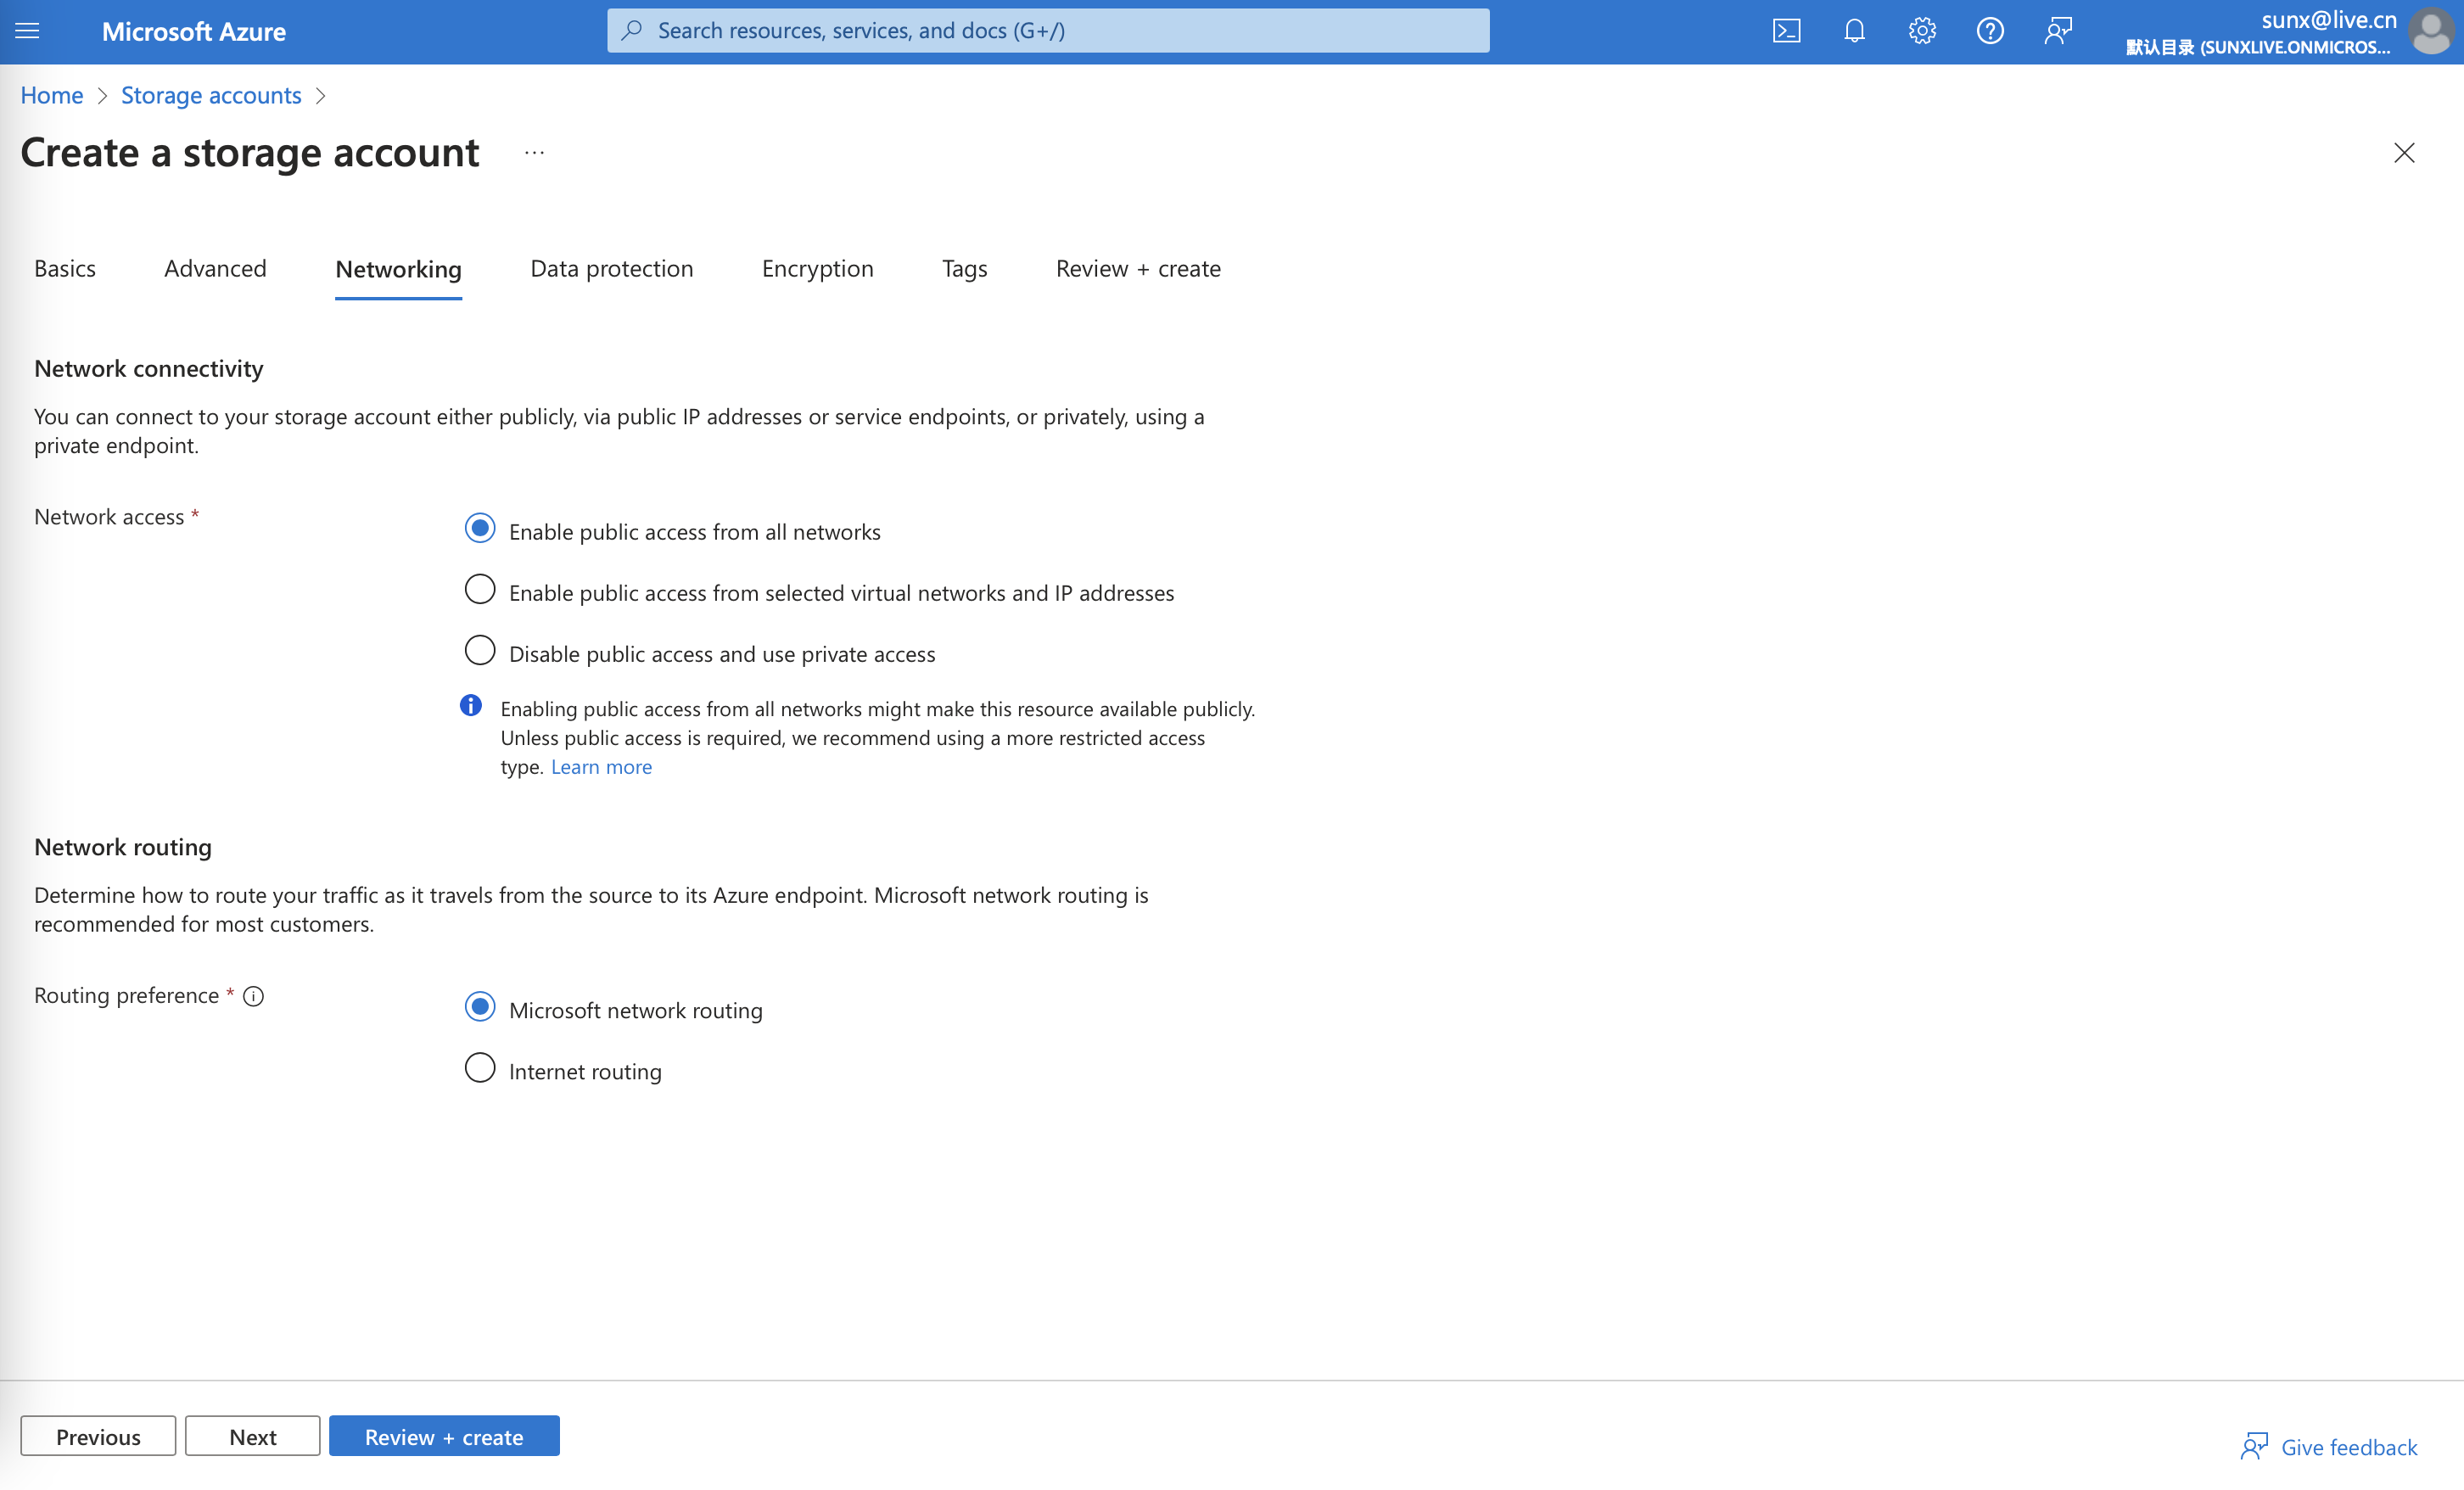 Microsoft Azure
Search resources, services, and docs (G+/)
sunx@live.cn
默认目录 (SUNXLIVE.ONMICROS...
Home
Storage accounts
Create a storage account
...
Basics
Advanced
Networking
Data protection
Encryption
Tags
Review + create
Network connectivity
You can connect to your storage account either publicly, via public IP addresses or service endpoints, or privately, using a
private endpoint.
Network access *
Enable public access from all networks
Enable public access from selected virtual networks and IP addresses
Disable public access and use private access
Enabling public access from all networks might make this resource available publicly.
Unless public access is required, we recommend using a more restricted access
type. Learn more
Network routing
Determine how to route your traffic as it travels from the source to its Azure endpoint. Microsoft network routing is
recommended for most customers.
Routing preference *
Microsoft network routing
Internet routing
Previous
Next
Review + create
Give feedback